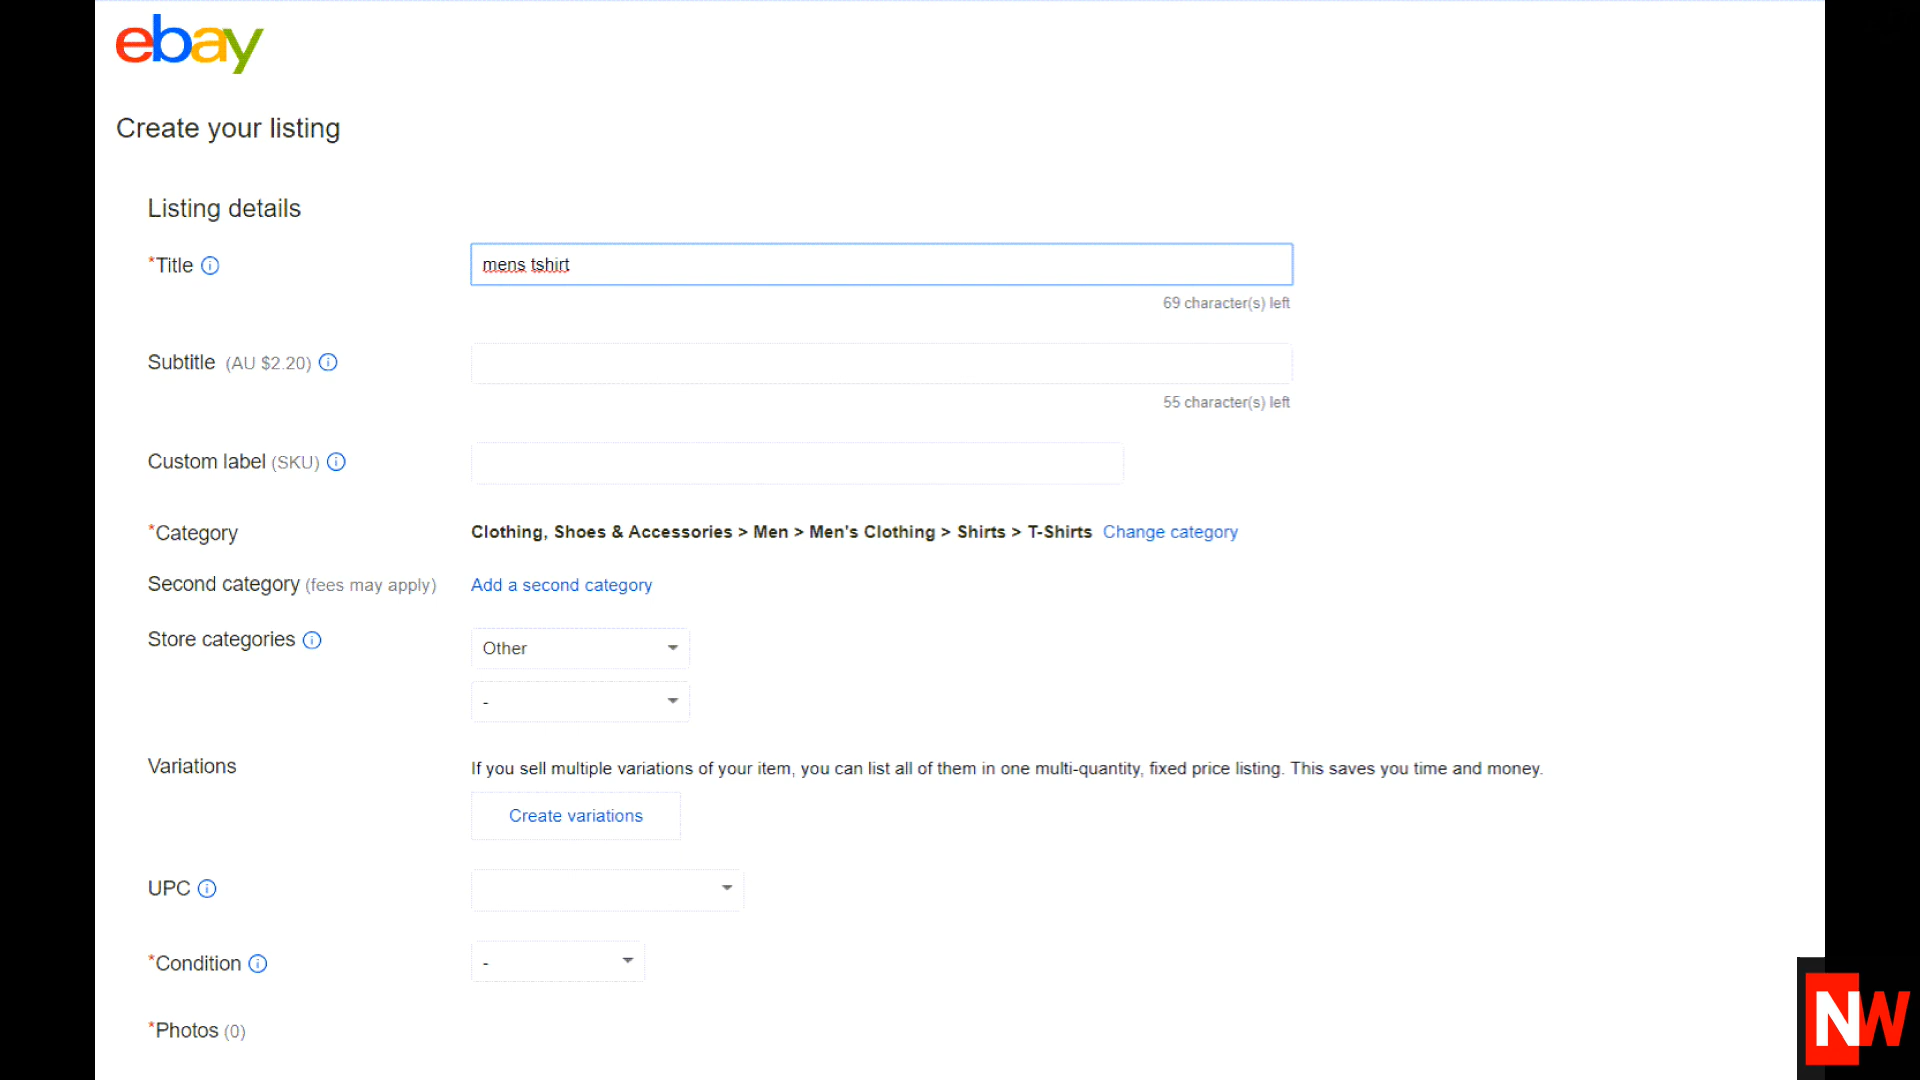 ebay
Create your listing
Listing details
*Title
mens tshirt
69 character(s) left
Subtitle (AU $2.20)
55 character(s) left
Custom label (SKU)
*Category
Clothing, Shoes & Accessories > Men > Men's Clothing > Shirts > T-Shirts Change category
Second category (fees may apply)
Add a second category
Store categories
Other
-
Variations
If you sell multiple variations of your item, you can list all of them in one multi-quantity, fixed price listing. This saves you time and money.
Create variations
UPC
*Condition
-
*Photos (0)
NW